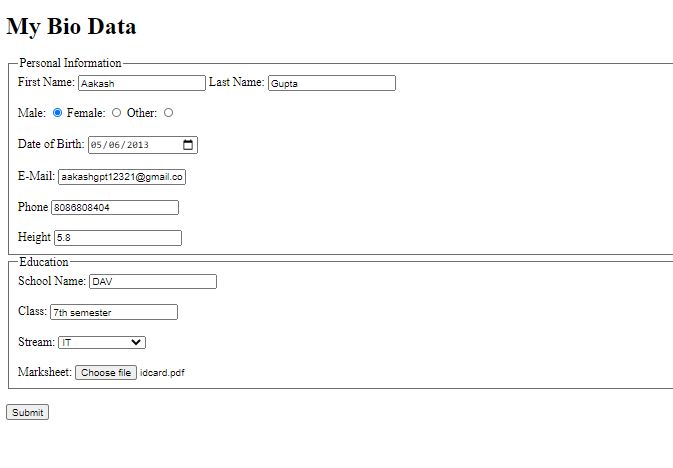 My Bio Data
Personal Information
First Name: Aakash Last Name: Gupta
Male: Female: Other:
Date of Birth: 05/06/2013
E-Mail: aakashgpt12321@gmail.co
Phone 8086808404
Height 5.8
Education
School Name: DAV
Class: 7th semester
Stream: IT
Marksheet: Choose file idcard.pdf
Submit